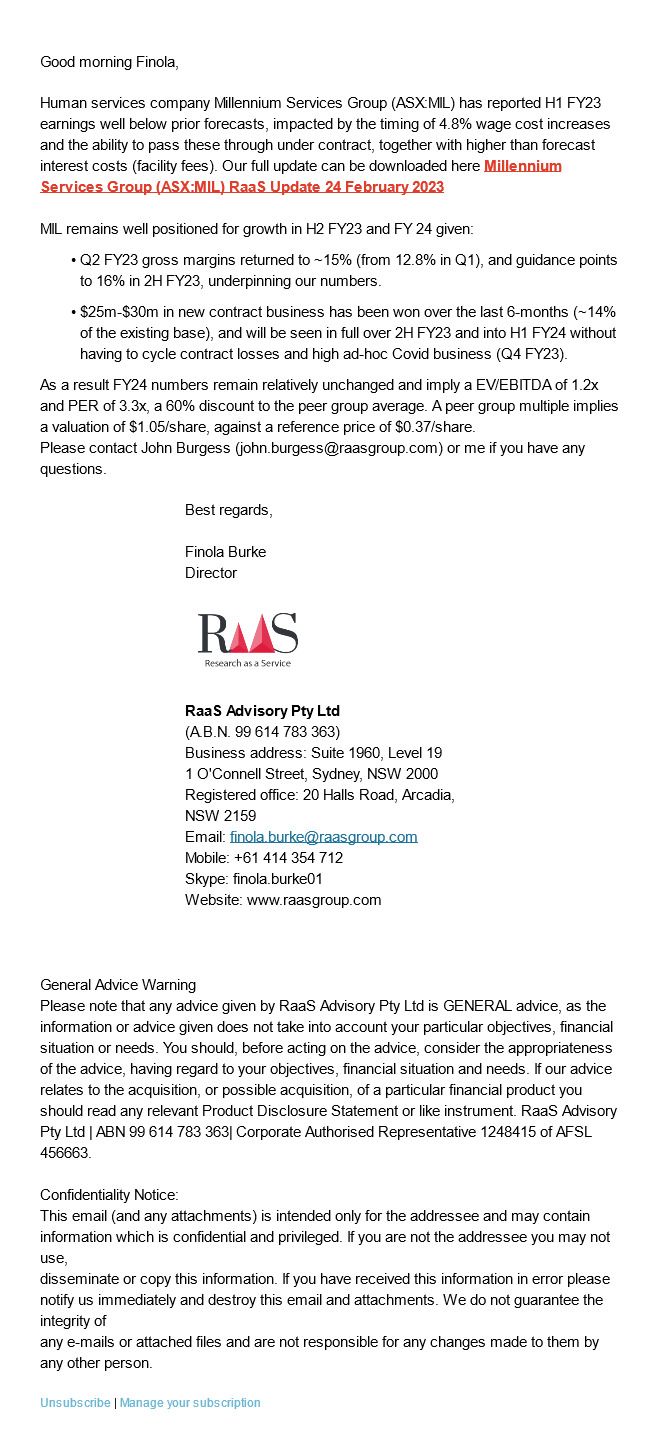 Good morning Finola,
Human services company Millennium Services Group (ASX:MIL) has reported H1 FY23
earnings well below prior forecasts, impacted by the timing of 4.8% wage cost increases
and the ability to pass these through under contract, together with higher than forecast
interest costs (facility fees). Our full update can be downloaded here Millennium
Services Group (ASX:MIL) RaaS Update 24 February 2023
MIL remains well positioned for growth in H2 FY23 and FY 24 given:
• Q2 FY23 gross margins returned to ~15% (from 12.8% in Q1), and guidance points
to 16% in 2H FY23, underpinning our numbers.
• $25m-$30m in new contract business has been won over the last 6-months (~14%
of the existing base), and will be seen in full over 2H FY23 and into H1 FY24 without
having to cycle contract losses and high ad-hoc Covid business (Q4 FY23).
As a result FY24 numbers remain relatively unchanged and imply a EV/EBITDA of 1.2x
and PER of 3.3x, a 60% discount to the peer group average. A peer group multiple implies
a valuation of $1.05/share, against a reference price of $0.37/share.
Please contact John Burgess (john.burgess@raasgroup.com) or me if you have any
questions.
Best regards,
Finola Burke
Director
RaaS
Research as a Service
RaaS Advisory Pty Ltd
(A.B.N. 99 614 783 363)
Business address: Suite 1960, Level 19
1 O'Connell Street, Sydney, NSW 2000
Registered office: 20 Halls Road, Arcadia,
NSW 2159
Email: finola.burke@raasgroup.com
Mobile: +61 414 354 712
Skype: finola.burke01
Website: www.raasgroup.com
General Advice Warning
Please note that any advice given by RaaS Advisory Pty Ltd is GENERAL advice, as the
information or advice given does not take into account your particular objectives, financial
situation or needs. You should, before acting on the advice, consider the appropriateness
of the advice, having regard to your objectives, financial situation and needs. If our advice
relates to the acquisition, or possible acquisition, of a particular financial product you
should read any relevant Product Disclosure Statement or like instrument. RaaS Advisory
Pty Ltd | ABN 99 614 783 363| Corporate Authorised Representative 1248415 of AFSL
456663.
Confidentiality Notice:
This email (and any attachments) is intended only for the addressee and may contain
information which is confidential and privileged. If you are not the addressee you may not
use,
disseminate or copy this information. If you have received this information in error please
notify us immediately and destroy this email and attachments. We do not guarantee the
integrity of
any e-mails or attached files and are not responsible for any changes made to them by
any other person.
Unsubscribe | Manage your subscription